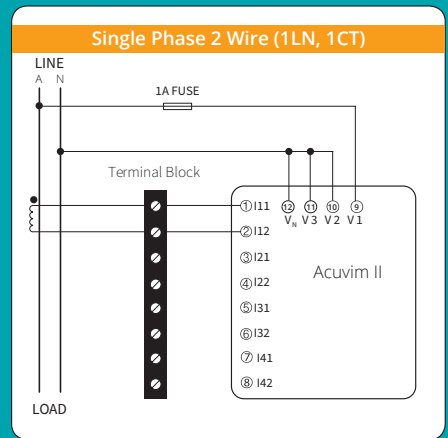 Single Phase 2 Wire (1LN, 1CT)
LINE
A N
1A FUSE
Terminal Block
① I11
② I12
③ I21
④ I22
⑤ I31
⑥ I32
⑦ I41
⑧ I42
⑫ ⑪ ⑩ ⑨
VN V3 V2 V1
Acuvim II
LOAD